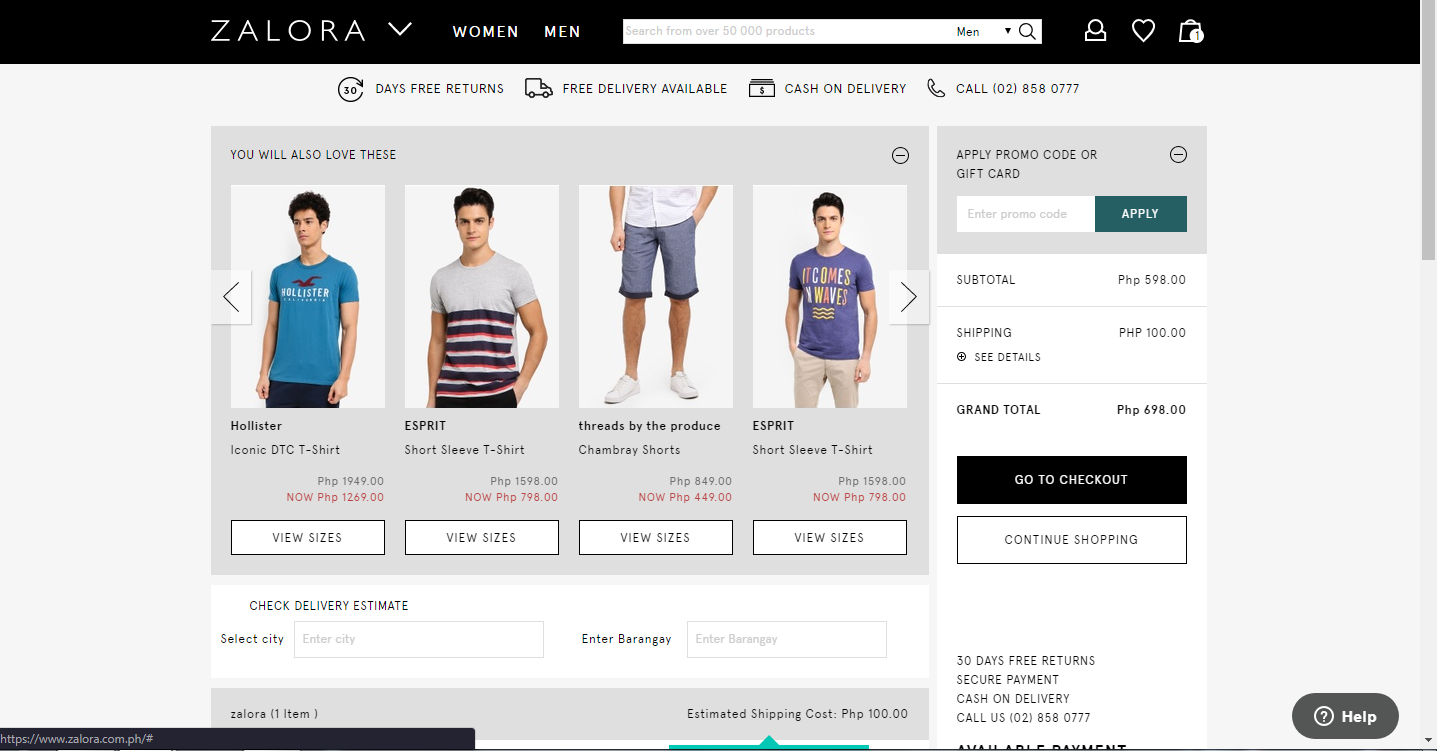 ZALORA
WOMEN
MEN
Search from over 50 000 products
Men
1
30
DAYS FREE RETURNS
FREE DELIVERY AVAILABLE
$
CASH ON DELIVERY
CALL (02) 858 0777
YOU WILL ALSO LOVE THESE
HOLLISTER
CALIFORNIA
IT COMES
N WAVES
Hollister
Iconic DTC T-Shirt
Php 1949.00
NOW Php 1269.00
VIEW SIZES
ESPRIT
Short Sleeve T-Shirt
Php 1598.00
NOW Php 798.00
VIEW SIZES
threads by the produce
Chambray Shorts
Php 849.00
NOW Php 449.00
VIEW SIZES
ESPRIT
Short Sleeve T-Shirt
Php 1598.00
NOW Php 798.00
VIEW SIZES
CHECK DELIVERY ESTIMATE
Select city
Enter city
Enter Barangay
Enter Barangay
zalora (1 Item )
Estimated Shipping Cost: Php 100.00
https://www.zalora.com.ph/#
APPLY PROMO CODE OR
GIFT CARD
Enter promo code
APPLY
SUBTOTAL
Php 598.00
SHIPPING
PHP 100.00
SEE DETAILS
GRAND TOTAL
Php 698.00
GO TO CHECKOUT
CONTINUE SHOPPING
30 DAYS FREE RETURNS
SECURE PAYMENT
CASH ON DELIVERY
CALL US (02) 858 0777
AVAILABLE PAYMENT
? Help